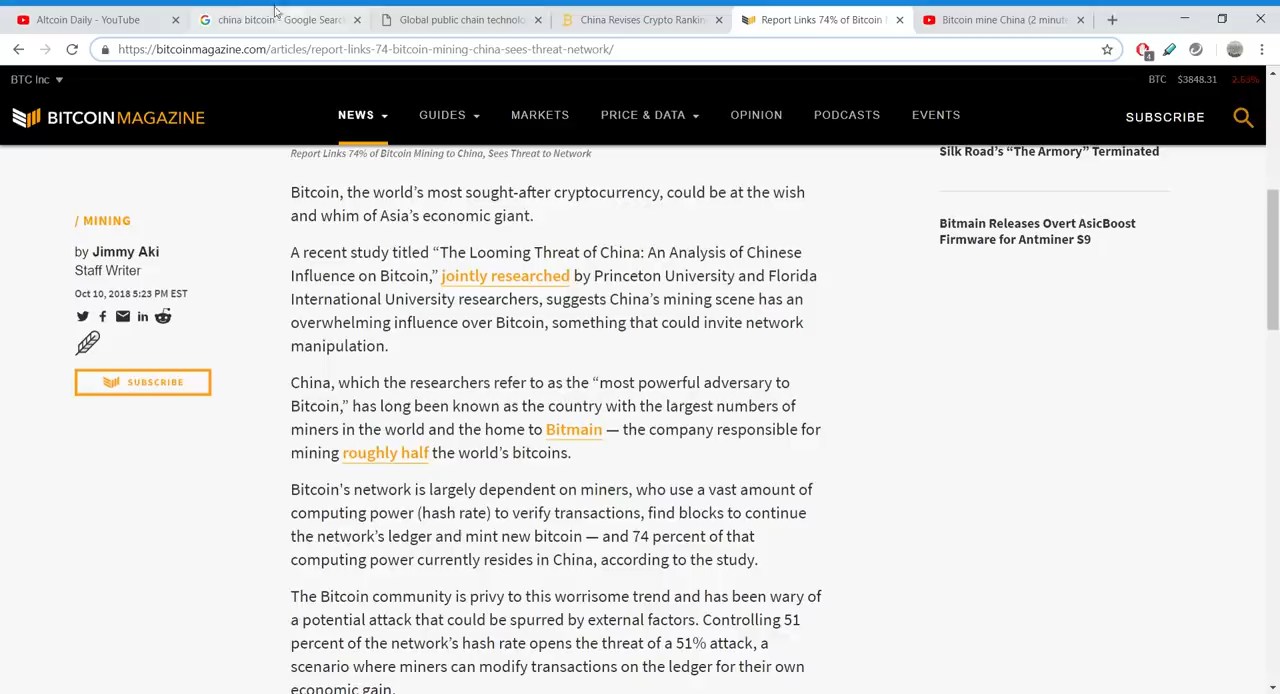 Altcoin Daily - YouTube
china bitcoin - Google Searc
Global public chain technolo
China Revises Crypto Rankin
Report Links 74% of Bitcoin
Bitcoin mine China (2 minut
https://bitcoinmagazine.com/articles/report-links-74-bitcoin-mining-china-sees-threat-network/
4
BTC Inc
BTC $3848.31 2.63%
BITCOINMAGAZINE
NEWS GUIDES MARKETS PRICE & DATA OPINION PODCASTS EVENTS SUBSCRIBE
Report Links 74% of Bitcoin Mining to China, Sees Threat to Network
/ MINING
by Jimmy Aki
Staff Writer
Oct 10, 2018 5:23 PM EST
SUBSCRIBE
Bitcoin, the world's most sought-after cryptocurrency, could be at the wish
and whim of Asia's economic giant.
A recent study titled “The Looming Threat of China: An Analysis of Chinese
Influence on Bitcoin,” jointly researched by Princeton University and Florida
International University researchers, suggests China's mining scene has an
overwhelming influence over Bitcoin, something that could invite network
manipulation.
China, which the researchers refer to as the “most powerful adversary to
Bitcoin,” has long been known as the country with the largest numbers of
miners in the world and the home to Bitmain — the company responsible for
mining roughly half the world's bitcoins.
Bitcoin's network is largely dependent on miners, who use a vast amount of
computing power (hash rate) to verify transactions, find blocks to continue
the network's ledger and mint new bitcoin — and 74 percent of that
computing power currently resides in China, according to the study.
The Bitcoin community is privy to this worrisome trend and has been wary of
a potential attack that could be spurred by external factors. Controlling 51
percent of the network's hash rate opens the threat of a 51% attack, a
scenario where miners can modify transactions on the ledger for their own
economic gain.
Silk Road's “The Armory” Terminated
Bitmain Releases Overt AsicBoost
Firmware for Antminer S9